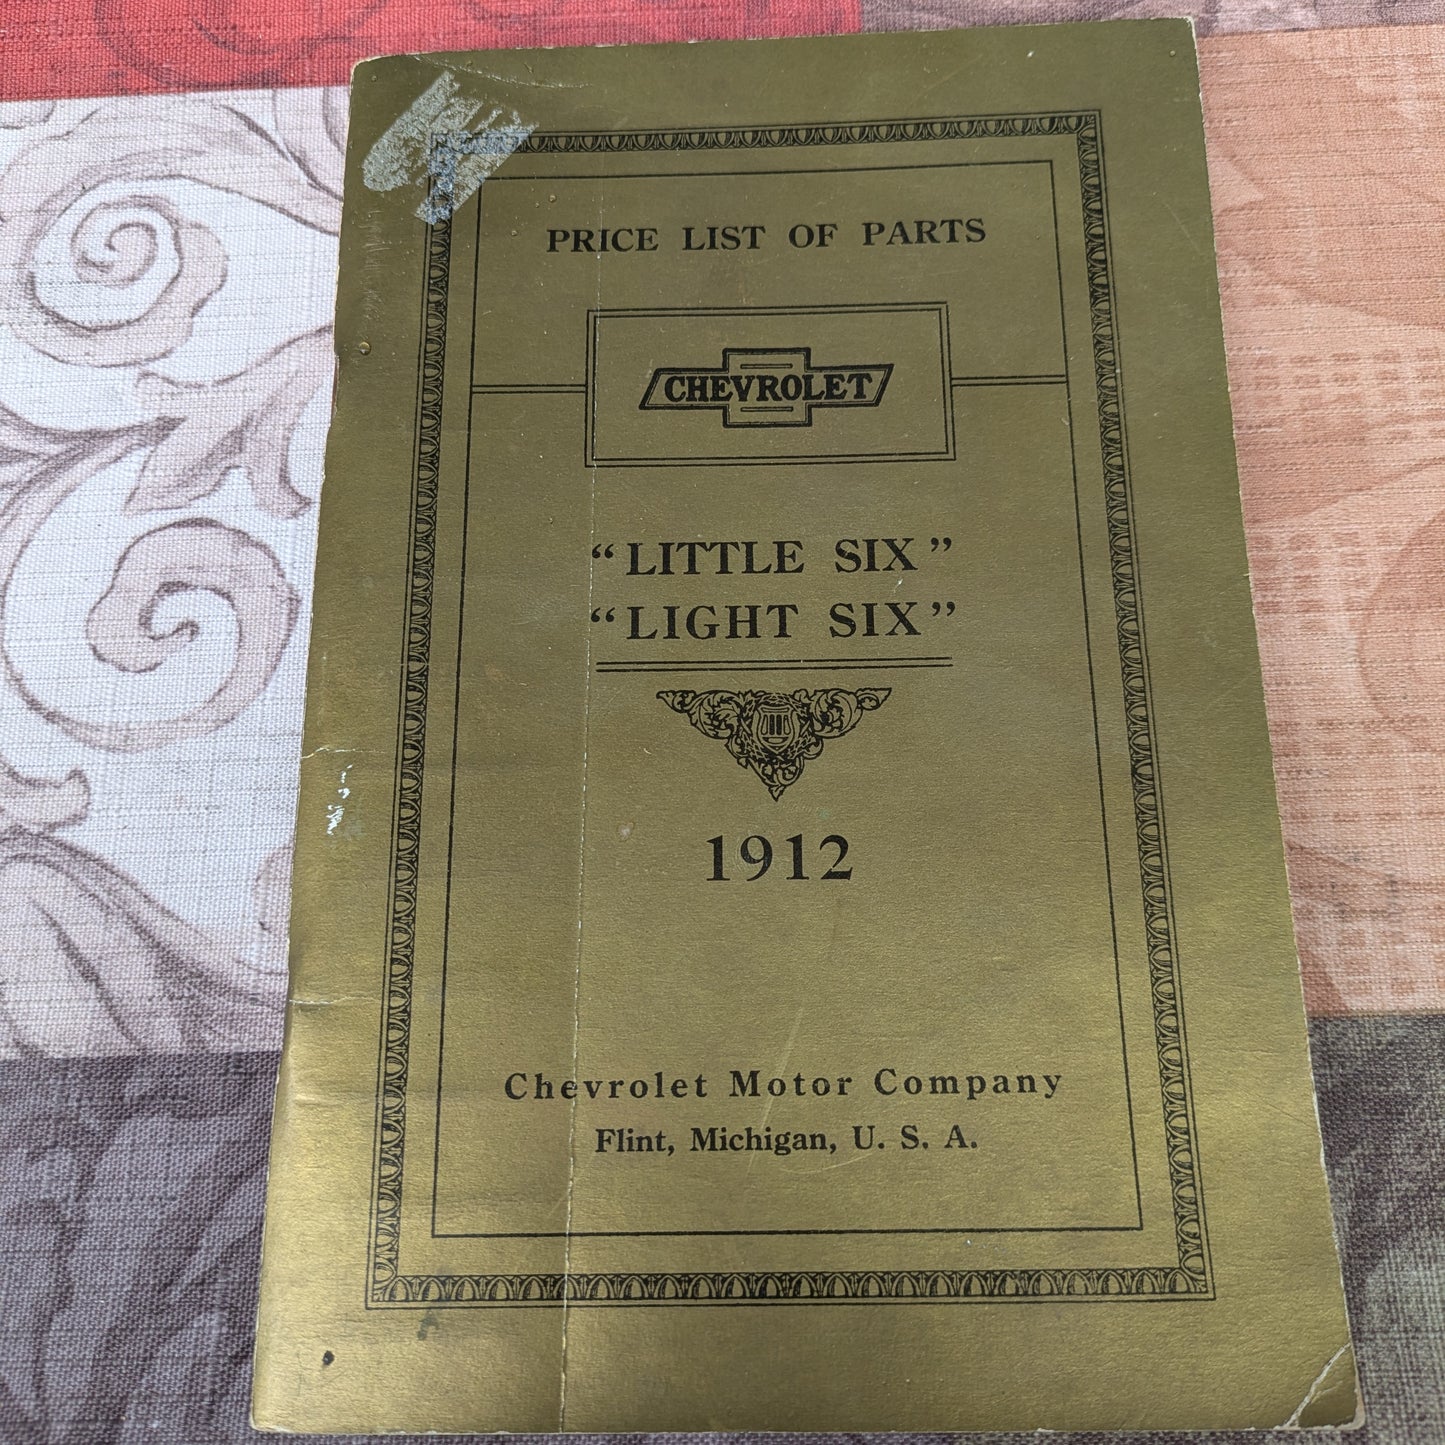 PRICE LIST OF PARTS
CHEVROLET
“LITTLE SIX”
“LIGHT SIX”
1912
Chevrolet Motor Company
Flint, Michigan, U. S. A.